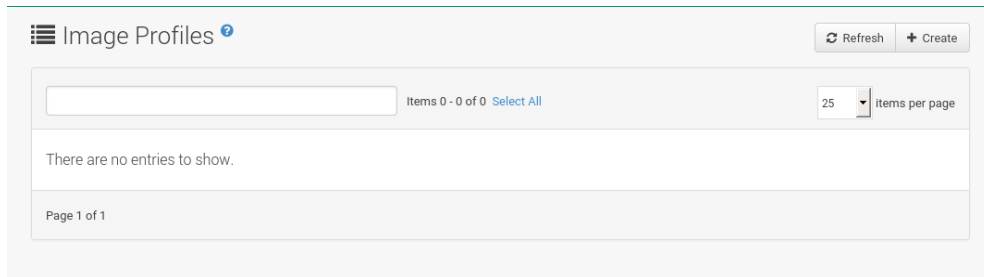 Image Profiles ?
Refresh + Create
Items 0 - 0 of 0 Select All 25 items per page
There are no entries to show.
Page 1 of 1